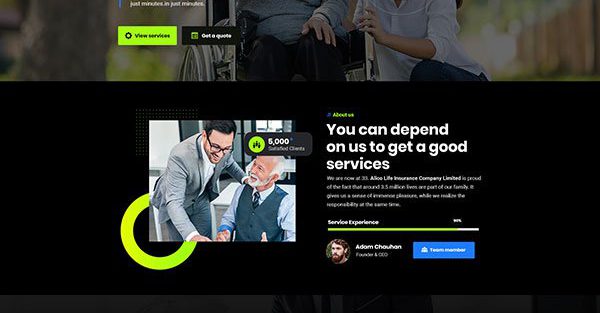 just minutes.in just minutes.
View services
Get a quote
5,000+
Satisfied Clients
// About us
You can depend
on us to get a good
services
We are now at 33. Alico Life Insurance Company Limited is proud
of the fact that around 3.5 million lives are part of our family. It
gives us a sense of immense pleasure, while we realize the
responsibility at the same time.
Service Experience
90%
Adam Chauhan
Founder & CEO
Team member